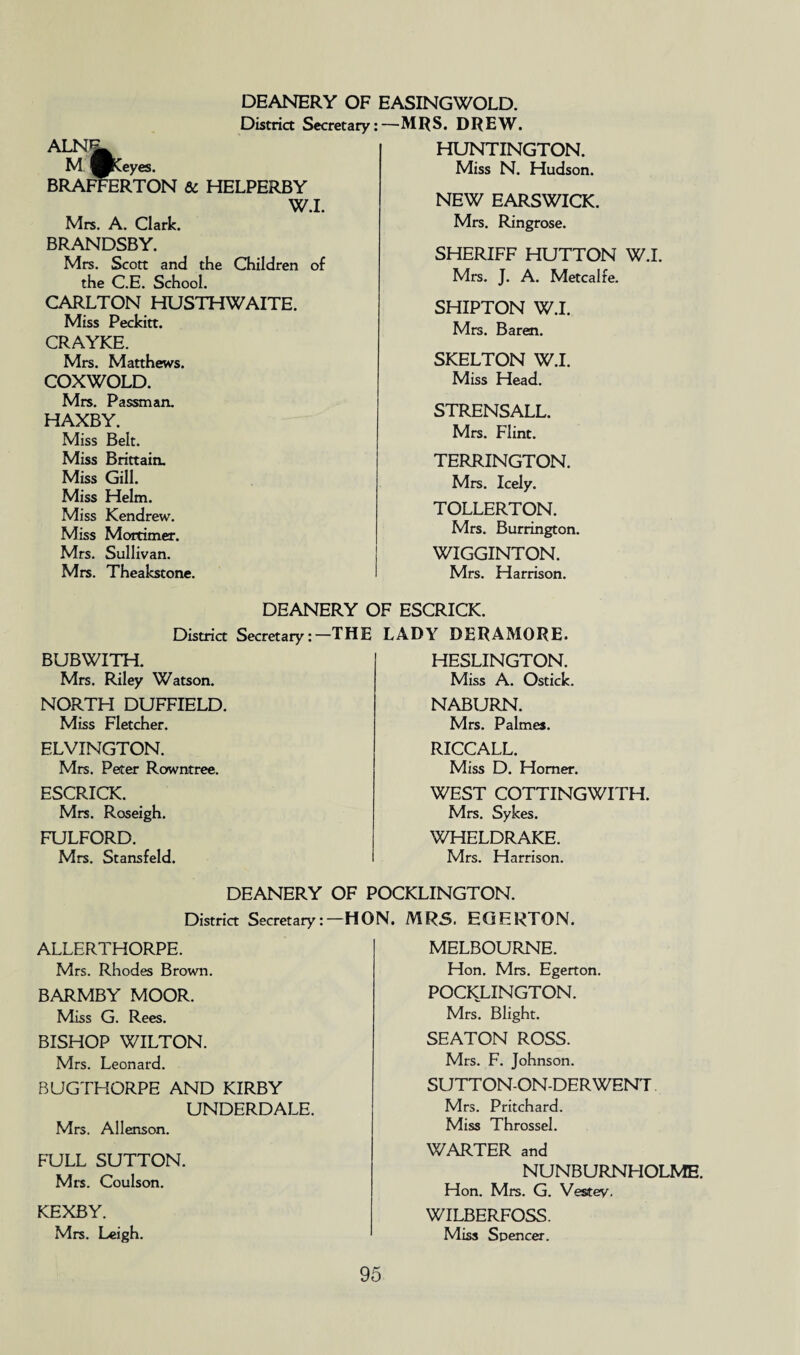 DEANERY OF EASINGWOLD.
District Secretary:—MRS. DREW.
ALNE
M Keyes.
BRAFFERTON & HELPERBY
W.I.
Mrs. A. Clark.
BRANDSBY.
Mrs. Scott and the Children of
the C.E. School.
CARLTON HUSTHWAITE.
Miss Peckitt.
CRAYKE.
Mrs. Matthews.
COXWOLD.
Mrs. Passman.
HAXBY.
Miss Belt.
Miss Brittain.
Miss Gill.
Miss Helm.
Miss Kendrew.
Miss Mortimer.
Mrs. Sullivan.
Mrs. Theakstone.
HUNTINGTON.
Miss N. Hudson.
NEW EARSWICK.
Mrs. Ringrose.
SHERIFF HUTTON W.I.
Mrs. J. A. Metcalfe.
SHIPTON W.I.
Mrs. Baren.
SKELTON W.I.
Miss Head.
STRENSALL.
Mrs. Flint.
TERRINGTON.
Mrs. Icely.
TOLLERTON.
Mrs. Burrington.
WIGGINTON.
Mrs. Harrison.
DEANERY OF ESCRICK.
District Secretary:—THE LADY DERAMORE.
BUBWITH.
Mrs. Riley Watson.
NORTH DUFFIELD.
Miss Fletcher.
ELVINGTON.
Mrs. Peter Rowntree.
ESCRICK.
Mrs. Roseigh.
FULFORD.
Mrs. Stansfeld.
HESLINGTON.
Miss A. Ostick.
NABURN.
Mrs. Palmes.
RICCALL.
Miss D. Horner.
WEST COTTINGWITH.
Mrs. Sykes.
WHELDRAKE.
Mrs. Harrison.
DEANERY OF POCKLINGTON.
District Secretary:—HON. MRS. EGERTON.
ALLERTHORPE.
Mrs. Rhodes Brown.
BARMBY MOOR.
Miss G. Rees.
BISHOP WILTON.
Mrs. Leonard.
BUGTHORPE AND KIRBY
UNDERDALE.
Mrs. Allenson.
FULL SUTTON.
Mrs. Coulson.
KEXBY.
Mrs. Leigh.
MELBOURNE.
Hon. Mrs. Egerton.
POCKLINGTON.
Mrs. Blight.
SEATON ROSS.
Mrs. F. Johnson.
SUTTON-ON-DERWENT.
Mrs. Pritchard.
Miss Throssel.
WARTER and
NUNBURNHOLME.
Hon. Mrs. G. Vestey.
WILBERFOSS.
Miss Spencer.
95